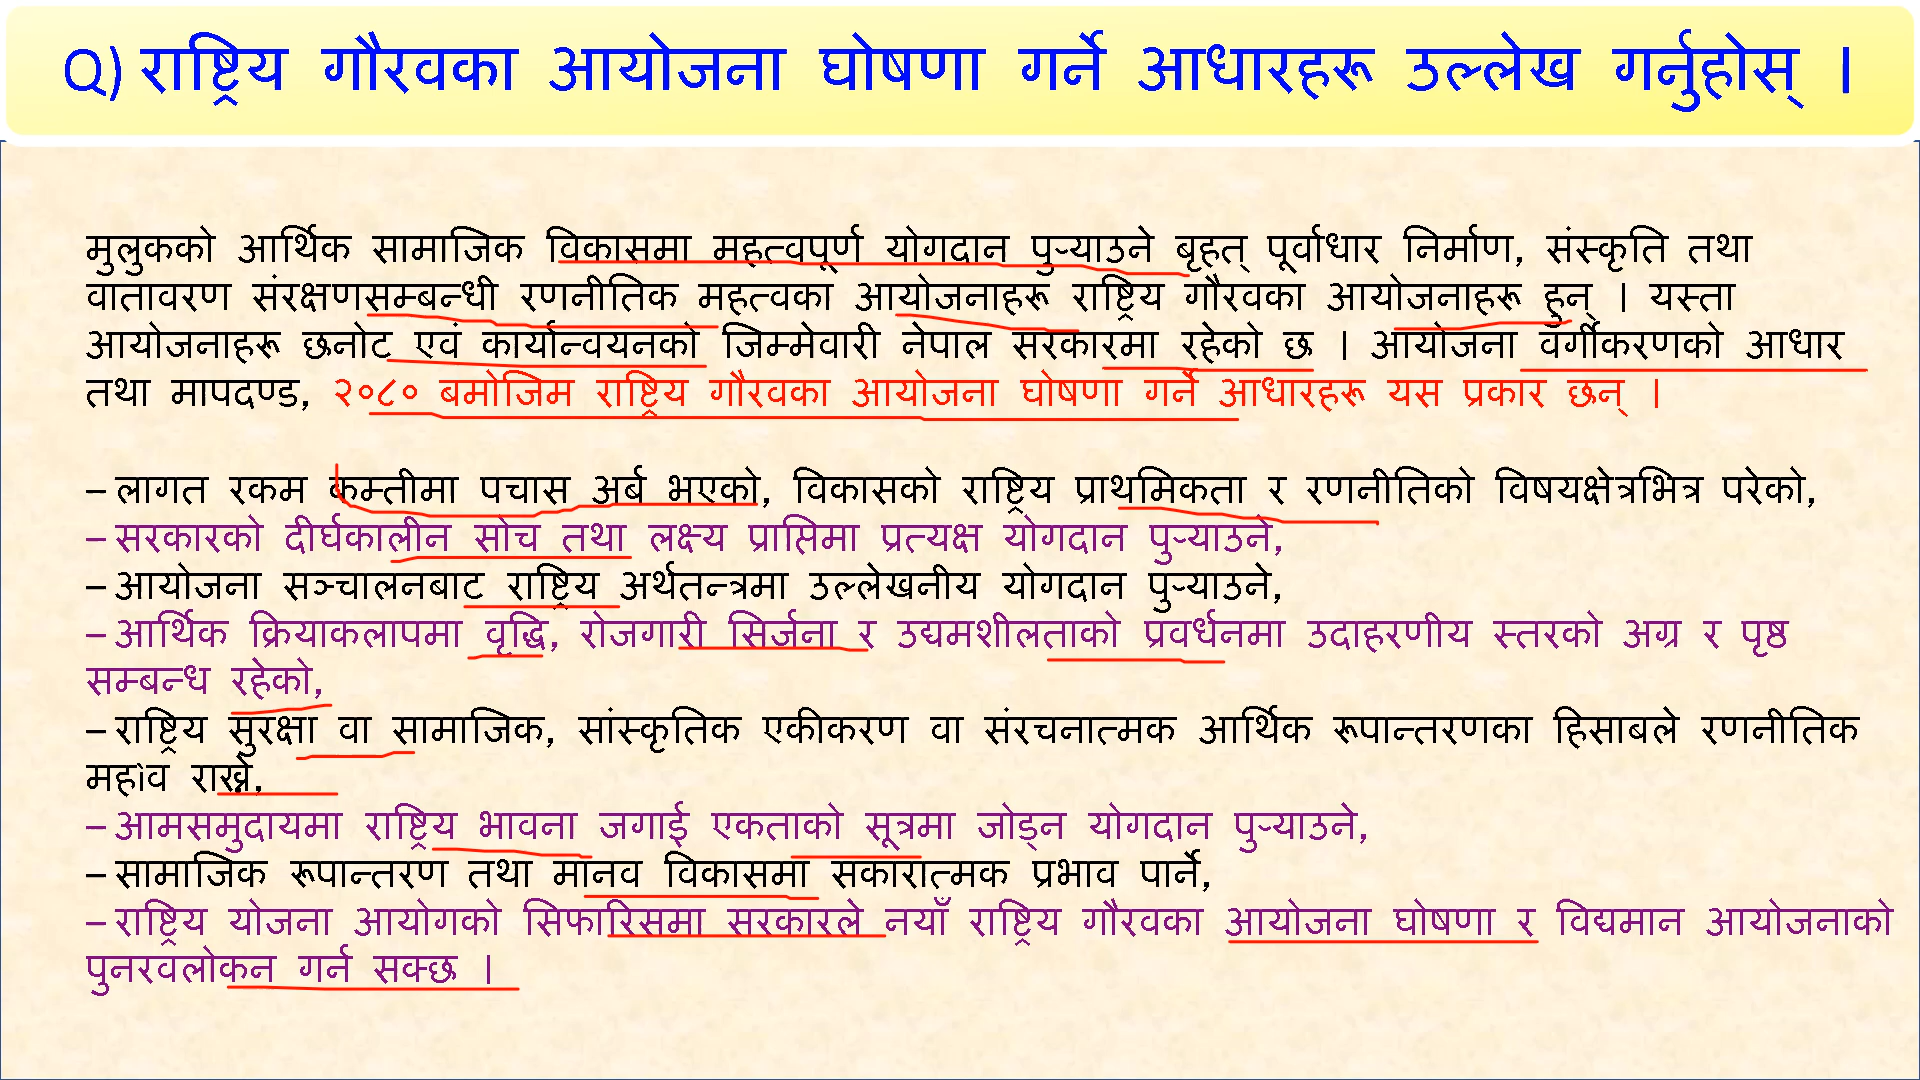 Q) राष्ट्रिय गौरवका आयोजना घोषणा गर्ने आधारहरू उल्लेख गर्नुहोस् ।
मुलुकको आर्थिक सामाजिक विकासमा महत्वपूर्ण योगदान पुऱ्याउने बृहत् पूर्वाधार निर्माण, संस्कृति तथा
वातावरण संरक्षणसम्बन्धी रणनीतिक महत्वका आयोजनाहरू राष्ट्रिय गौरवका आयोजनाहरू हुन् । यस्ता
आयोजनाहरू छनोट एवं कार्यान्वयनको जिम्मेवारी नेपाल सरकारमा रहेको छ । आयोजना वर्गीकरणको आधार
तथा मापदण्ड, २०८० बमोजिम राष्ट्रिय गौरवका आयोजना घोषणा गर्ने आधारहरू यस प्रकार छन् ।
– लागत रकम कम्तीमा पचास अर्ब भएको, विकासको राष्ट्रिय प्राथमिकता र रणनीतिको विषयक्षेत्रभित्र परेको,
– सरकारको दीर्घकालीन सोच तथा लक्ष्य प्राप्तिमा प्रत्यक्ष योगदान पुऱ्याउने,
– आयोजना सञ्चालनबाट राष्ट्रिय अर्थतन्त्रमा उल्लेखनीय योगदान पुऱ्याउने,
– आर्थिक क्रियाकलापमा वृद्धि, रोजगारी सिर्जना र उद्यमशीलताको प्रवर्धनमा उदाहरणीय स्तरको अग्र र पृष्ठ
सम्बन्ध रहेको,
– राष्ट्रिय सुरक्षा वा सामाजिक, सांस्कृतिक एकीकरण वा संरचनात्मक आर्थिक रूपान्तरणका हिसाबले रणनीतिक
महìव राख्ने,
– आमसमुदायमा राष्ट्रिय भावना जगाई एकताको सूत्रमा जोड्न योगदान पुऱ्याउने,
– सामाजिक रूपान्तरण तथा मानव विकासमा सकारात्मक प्रभाव पार्ने,
– राष्ट्रिय योजना आयोगको सिफारिसमा सरकारले नयाँ राष्ट्रिय गौरवका आयोजना घोषणा र विद्यमान आयोजनाको
पुनरवलोकन गर्न सक्छ ।